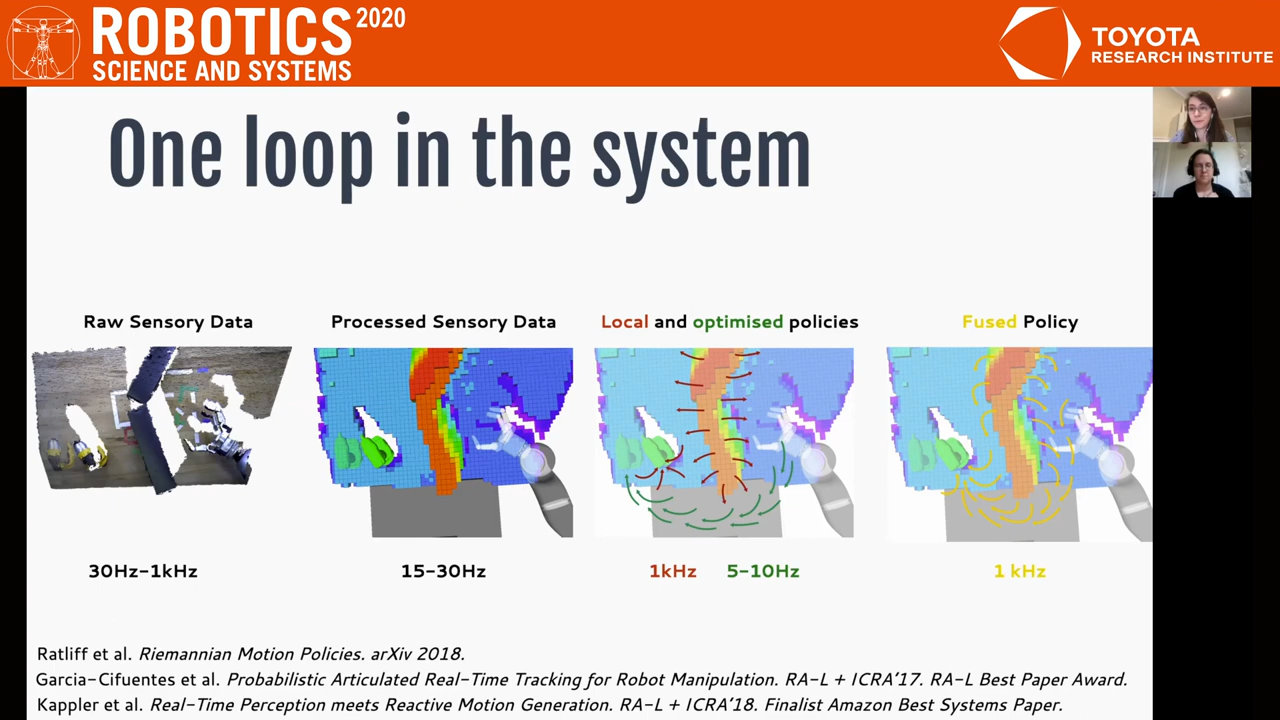 ROBOTICS 2020
SCIENCE AND SYSTEMS
TOYOTA
RESEARCH INSTITUTE
One loop in the system
Raw Sensory Data
Processed Sensory Data
Local and optimised policies
Fused Policy
30Hz-1kHz
15-30Hz
1kHz
5-10Hz
1 kHz
Ratliff et al. Riemannian Motion Policies. arXiv 2018.
Garcia-Cifuentes et al. Probabilistic Articulated Real-Time Tracking for Robot Manipulation. RA-L + ICRA'17. RA-L Best Paper Award.
Kappler et al. Real-Time Perception meets Reactive Motion Generation. RA-L + ICRA'18. Finalist Amazon Best Systems Paper.